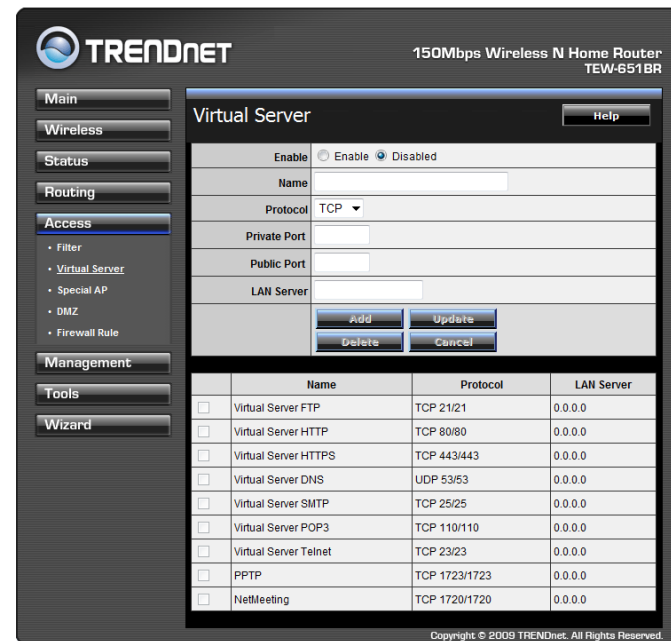 TRENDNET
150Mbps Wireless N Home Router
TEW-651BR
Main
Wireless
Status
Routing
Access
• Filter
• Virtual Server
• Special AP
• DMZ
• Firewall Rule
Management
Tools
Wizard
Virtual Server
Help
Enable Enable Disabled
Name
Protocol TCP
Private Port
Public Port
LAN Server
Add Update
Delete Cancel
Name Protocol LAN Server
Virtual Server FTP TCP 21/21 0.0.0.0
Virtual Server HTTP TCP 80/80 0.0.0.0
Virtual Server HTTPS TCP 443/443 0.0.0.0
Virtual Server DNS UDP 53/53 0.0.0.0
Virtual Server SMTP TCP 25/25 0.0.0.0
Virtual Server POP3 TCP 110/110 0.0.0.0
Virtual Server Telnet TCP 23/23 0.0.0.0
PPTP TCP 1723/1723 0.0.0.0
NetMeeting TCP 1720/1720 0.0.0.0
Copyright © 2009 TRENDnet. All Rights Reserved.